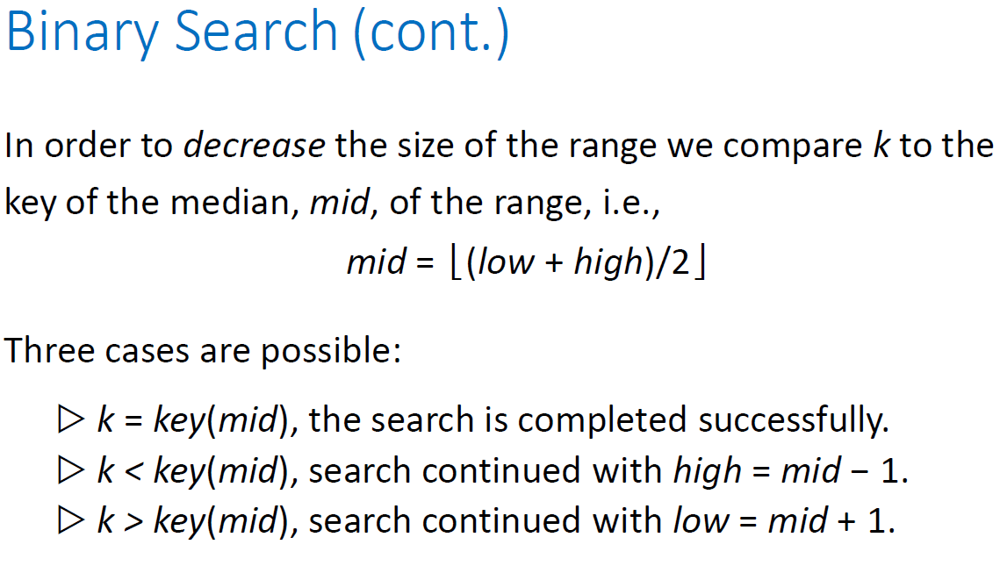 Binary Search (cont.)
In order to decrease the size of the range we compare k to the
key of the median, mid, of the range, i.e.,
mid = ⌊(low + high)/2⌋
Three cases are possible:
▷ k = key(mid), the search is completed successfully.
▷ k < key(mid), search continued with high = mid − 1.
▷ k > key(mid), search continued with low = mid + 1.